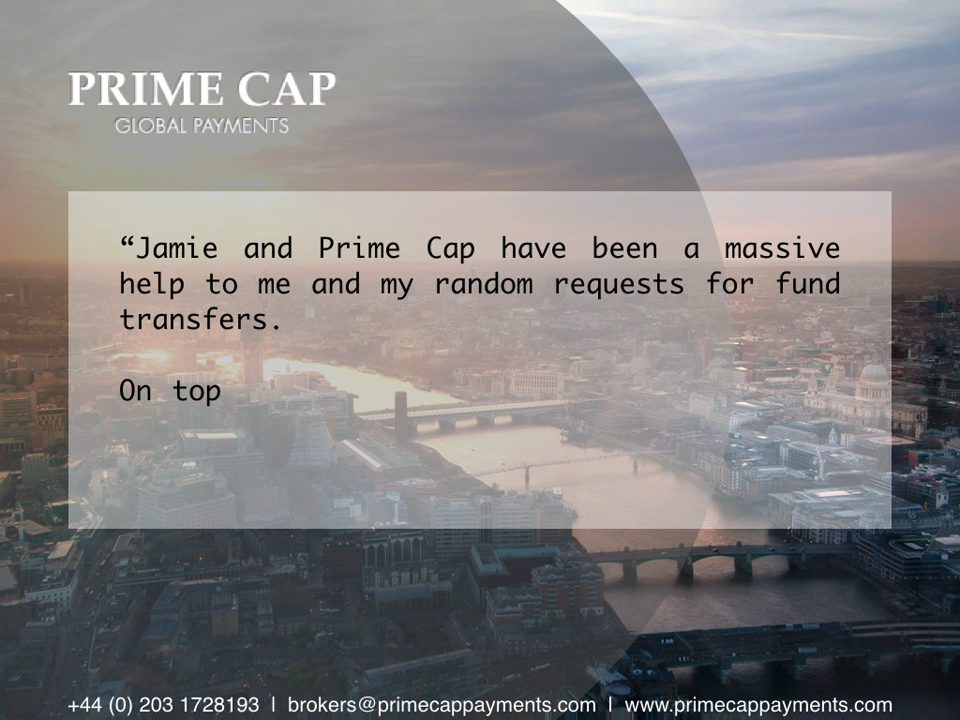 PRIME CAP
GLOBAL PAYMENTS
“Jamie and Prime Cap have been a massive
help to me and my random requests for fund
transfers.
On top
+44 (0) 203 1728193 | brokers@primecappayments.com | www.primecappayments.com